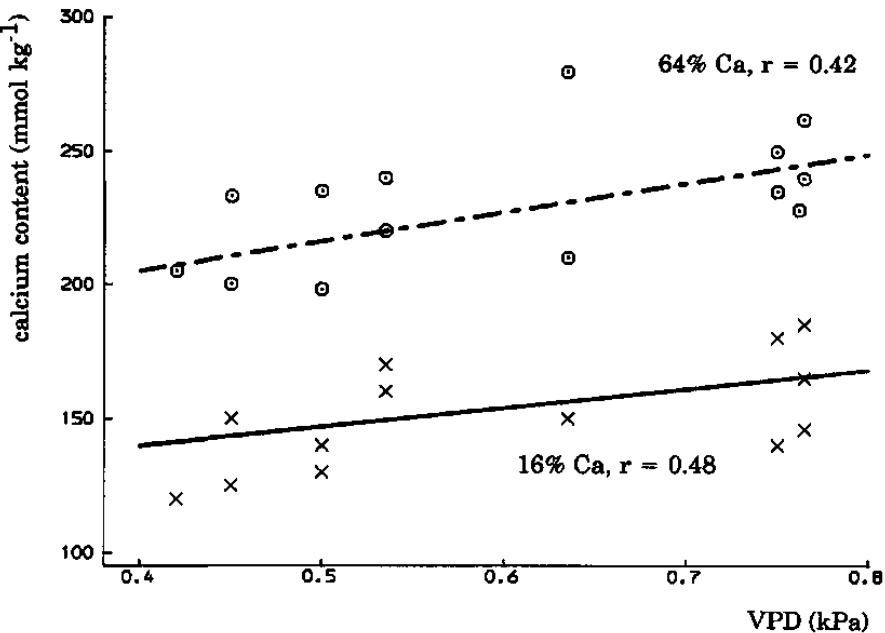 calcium content (mmol kg⁻¹)
300
250
200
150
100
64% Ca, r = 0.42
16% Ca, r = 0.48
0.4 0.5 0.6 0.7 0.8
VPD (kPa)